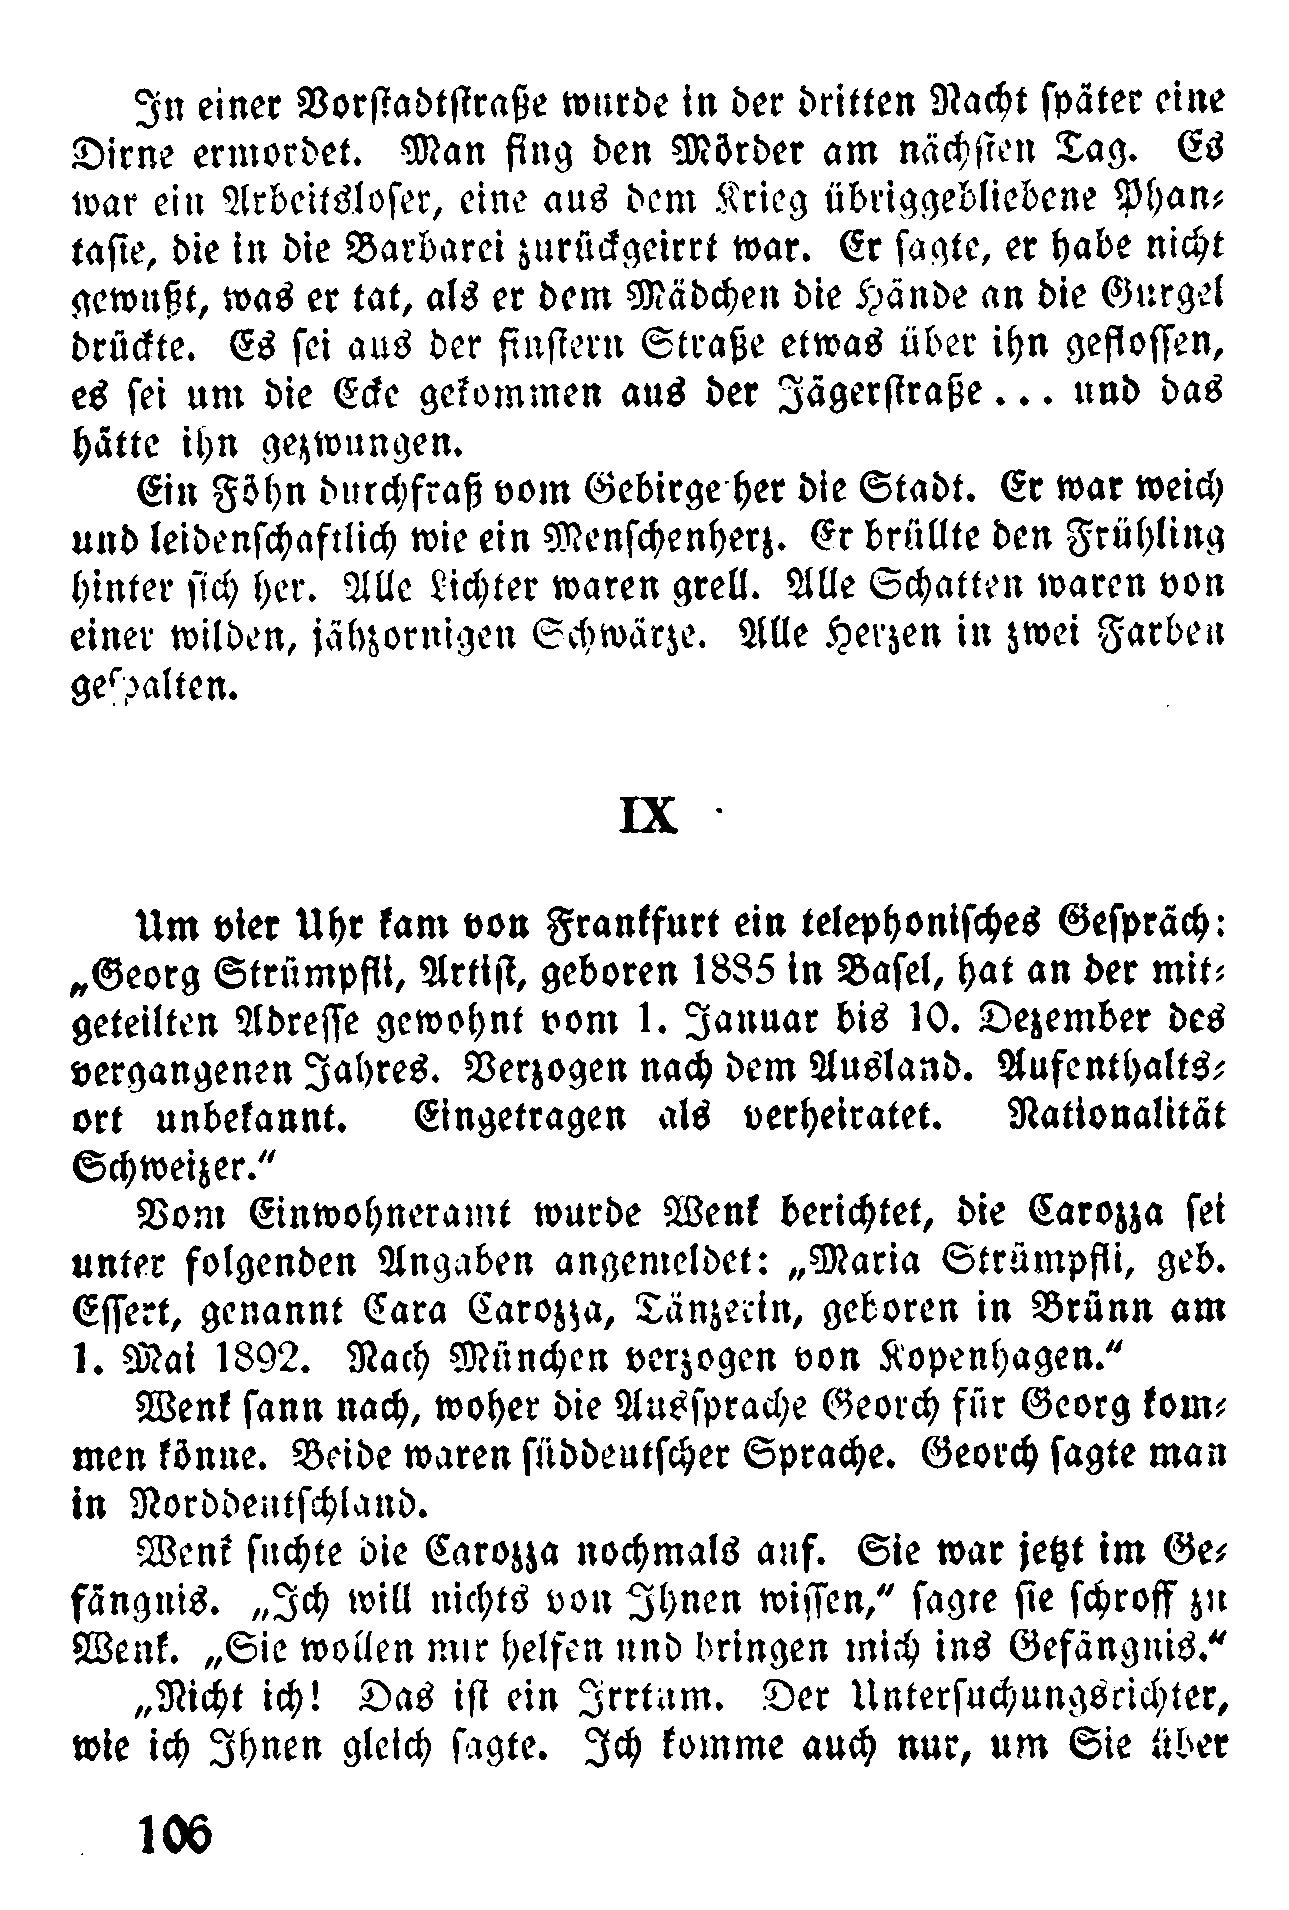 In einer Vorstadtstraße wurde in der dritten Nacht später eine
Dirne ermordet. Man fing den Mörder am nächsten Tag. Es
war ein Arbeitsloser, eine aus dem Krieg übriggebliebene Phan-
tasie, die in die Barbarei zurückgeirrt war. Er sagte, er habe nicht
gewußt, was er tat, als er dem Mädchen die Hände an die Gurgel
drückte. Es sei aus der finstern Straße etwas über ihn geflossen,
es sei um die Ecke gekommen aus der Jägerstraße... und das
hätte ihn gezwungen.
Ein Föhn durchfraß vom Gebirge her die Stadt. Er war weich
und leidenschaftlich wie ein Menschenherz. Er brüllte den Frühling
hinter sich her. Alle Lichter waren grell. Alle Schatten waren von
einer wilden, jähzornigen Schwärze. Alle Herzen in zwei Farben
gespalten.
IX
Um vier Uhr kam von Frankfurt ein telephonisches Gespräch:
„Georg Strümpfli, Artist, geboren 1885 in Basel, hat an der mit-
geteilten Adresse gewohnt vom 1. Januar bis 10. Dezember des
vergangenen Jahres. Verzogen nach dem Ausland. Aufenthalts-
ort unbekannt. Eingetragen als verheiratet. Nationalität
Schweizer.“
Vom Einwohneramt wurde Wenk berichtet, die Carozza sei
unter folgenden Angaben angemeldet: „Maria Strümpfli, geb.
Essert, genannt Cara Carozza, Tänzerin, geboren in Brünn am
1. Mai 1892. Nach München verzogen von Kopenhagen.“
Wenk sann nach, woher die Aussprache Georch für Georg kom-
men könne. Beide waren süddeutscher Sprache. Georch sagte man
in Norddeutschland.
Wenk suchte die Carozza nochmals auf. Sie war jetzt im Ge-
fängnis. „Ich will nichts von Ihnen wissen,“ sagte sie schroff zu
Wenk. „Sie wollen mir helfen und bringen mich ins Gefängnis.“
„Nicht ich! Das ist ein Irrtum. Der Untersuchungsrichter,
wie ich Ihnen gleich sagte. Ich komme auch nur, um Sie über
106